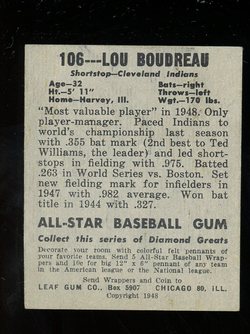 106---LOU BOUDREAU
Shortstop—Cleveland Indians
Age-32 Bats-right
Ht.-5' 11" Throws-left
Home-Harvey, Ill. Wgt.-170 lbs.
"Most valuable player" in 1948. Only
player-manager. Paced Indians to
world's championship last season
with .355 bat mark (2nd best to Ted
Williams, the leader) and led short-
stops in fielding with .975. Batted
.263 in World Series vs. Boston. Set
new fielding mark for infielders in
1947 with .982 average. Won bat
title in 1944 with .327.
ALL-STAR BASEBALL GUM
Collect this series of Diamond Greats
Decorate your room with colorful felt pennants of
your favorite teams. Send 5 All-Star Baseball Wrap-
pers and 10c for big 12" x 6" pennant of any team
in the American league or the National league.
Send Wrappers and Coin to
LEAF GUM CO., Box 5907 CHICAGO 80, ILL.
Copyright 1948